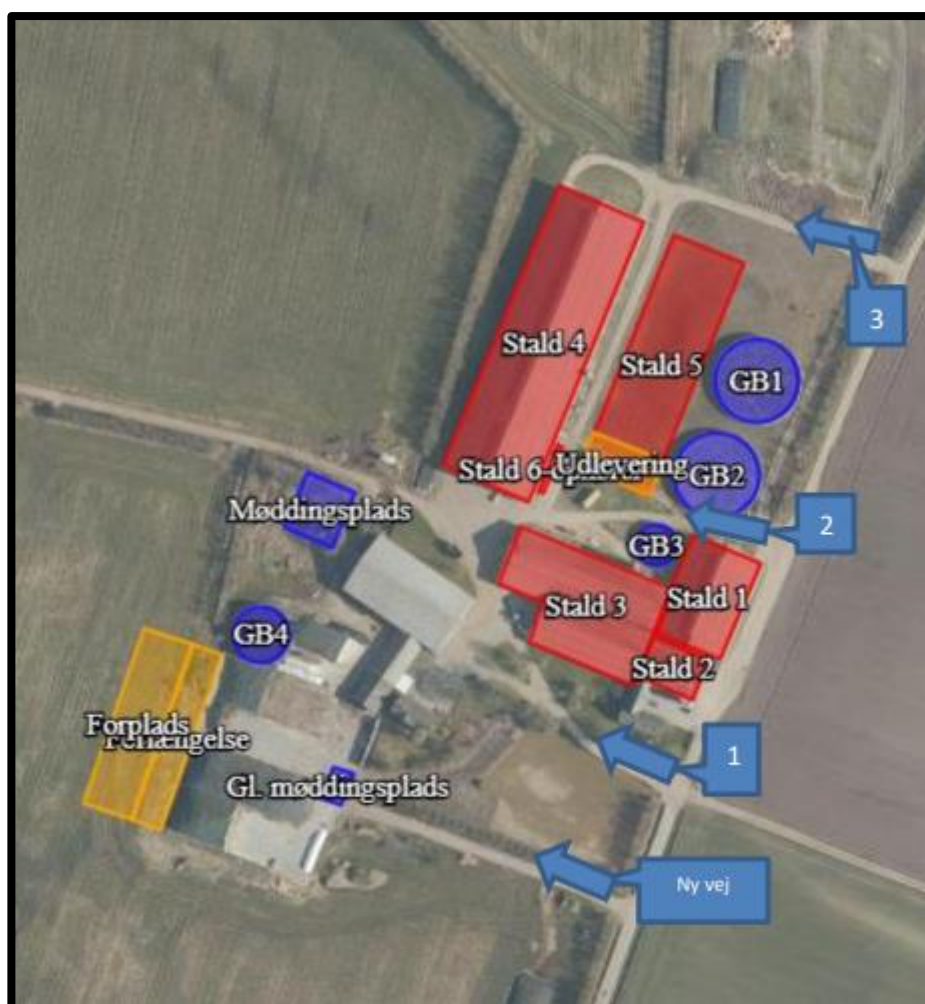 3
Stald 4
Stald 5
GB1
Stald 6-
Udlevering
GB2
Møddingsplads
2
GB3
Stald 3
Stald 1
GB4
Stald 2
Forplads
1
Gl. møddingsplads
Ny vej